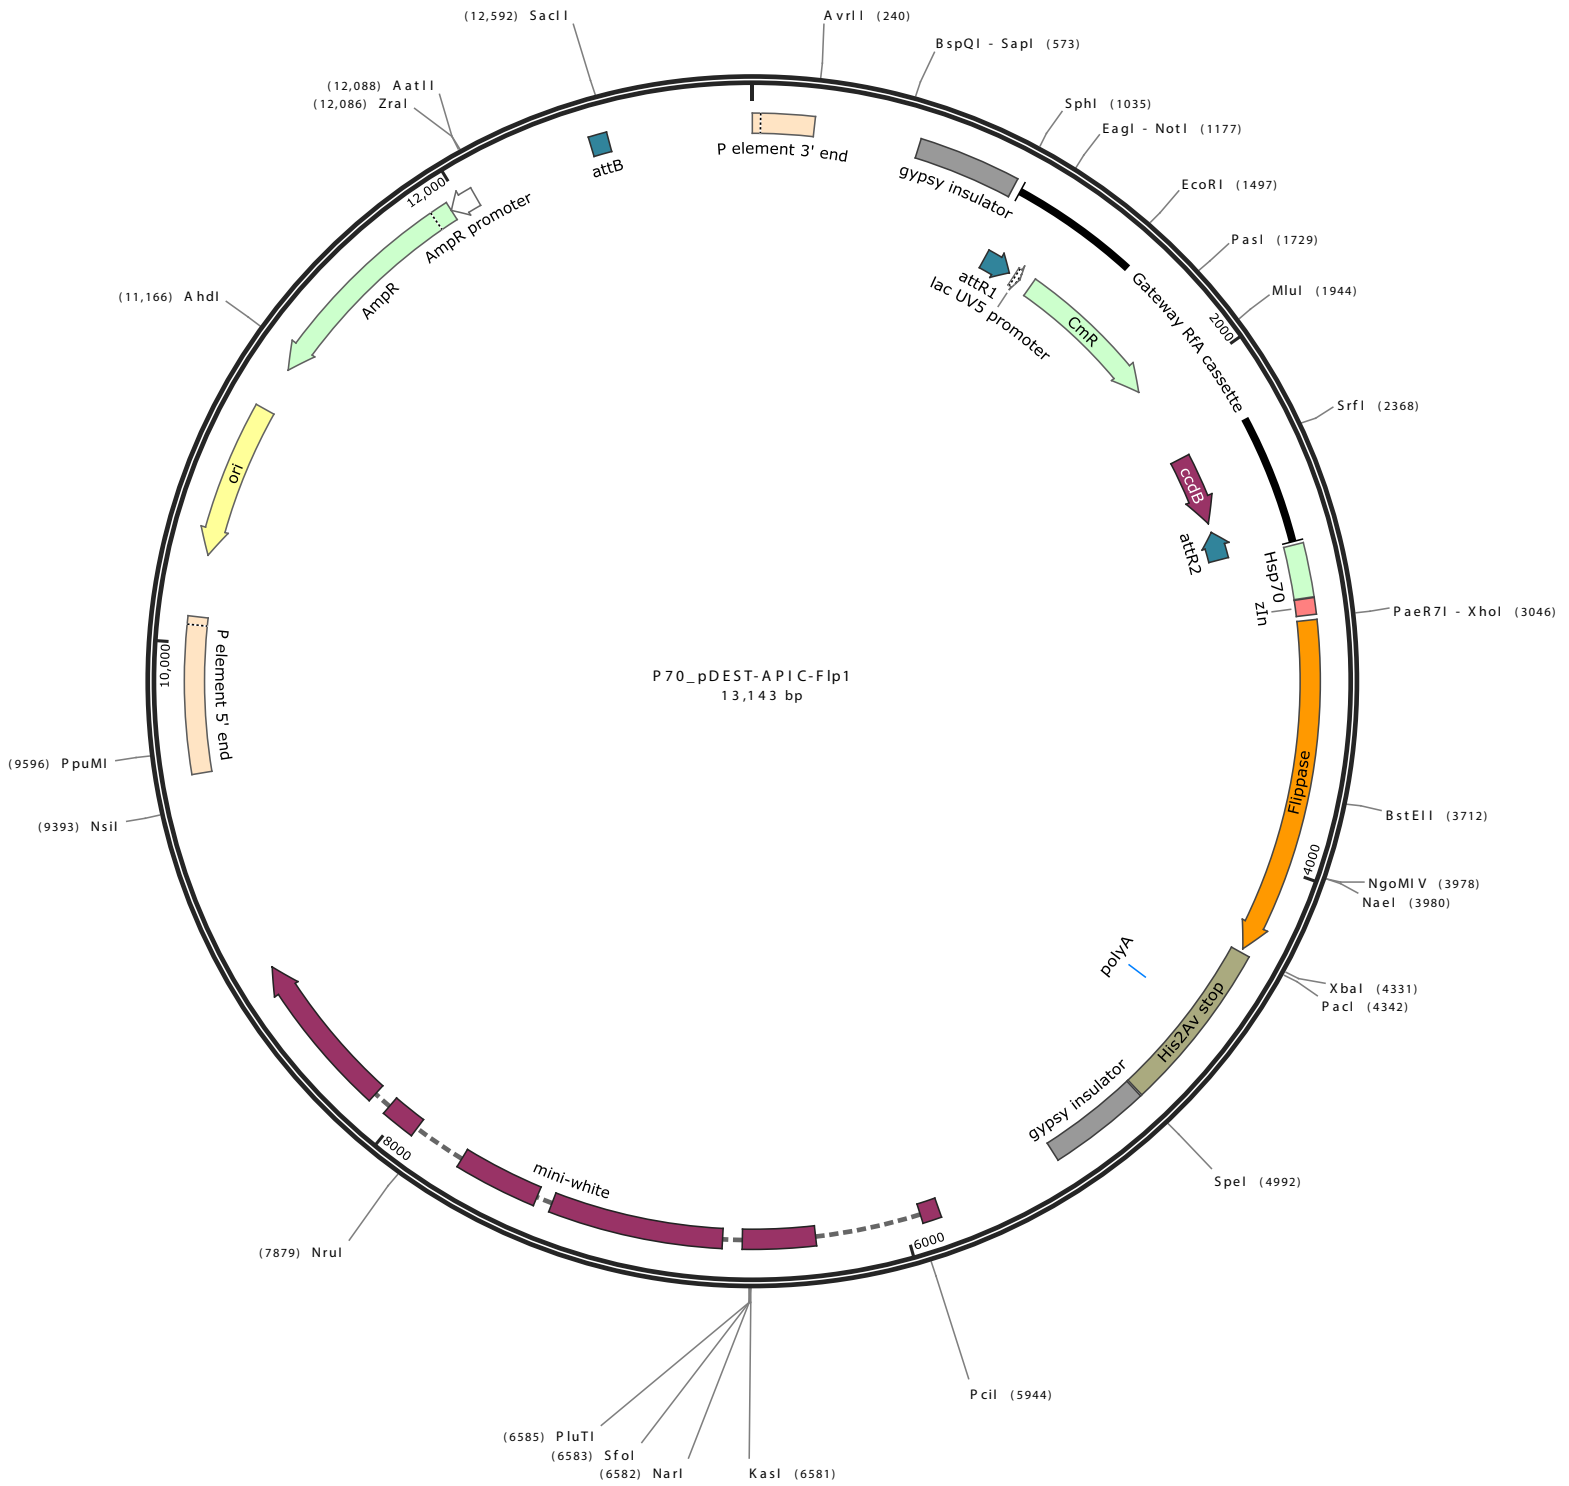 (12,592) SacII
AvrII (240)
BspQI - SapI (573)
(12,088) AatII
(12,086) ZraI
SphI (1035)
EagI - NotI (1177)
P element 3' end
attB
gypsy insulator
EcoRI (1497)
12,000
AmpR promoter
PasI (1729)
attR1
lac UV5 promoter
Gateway RfA cassette
MluI (1944)
(11,166) AhdI
AmpR
CmR
2000
SrfI (2368)
ori
ccdB
attR2
Hsp70
zIn
PaeR7I - XhoI (3046)
10,000
P element 5' end
P70_pDEST-APIC-Flp1
13,143 bp
(9596) PpuMI
Flippase
(9393) NsiI
BstEII (3712)
4000
NgoMIV (3978)
NaeI (3980)
polyA
XbaI (4331)
PacI (4342)
His2Av stop
gypsy insulator
8000
mini-white
SpeI (4992)
(7879) NruI
6000
PciI (5944)
(6585) PluTI
(6583) SfoI
(6582) NarI
KasI (6581)